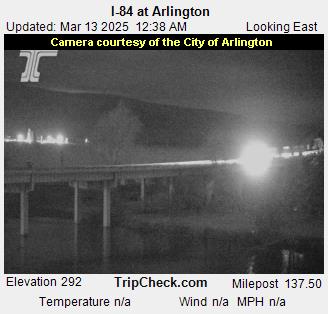 I-84 at Arlington
Updated: Mar 13 2025 12:38 AM Looking East
Camera courtesy of the City of Arlington
Elevation 292 TripCheck.com Milepost 137.50
Temperature n/a Wind n/a MPH n/a